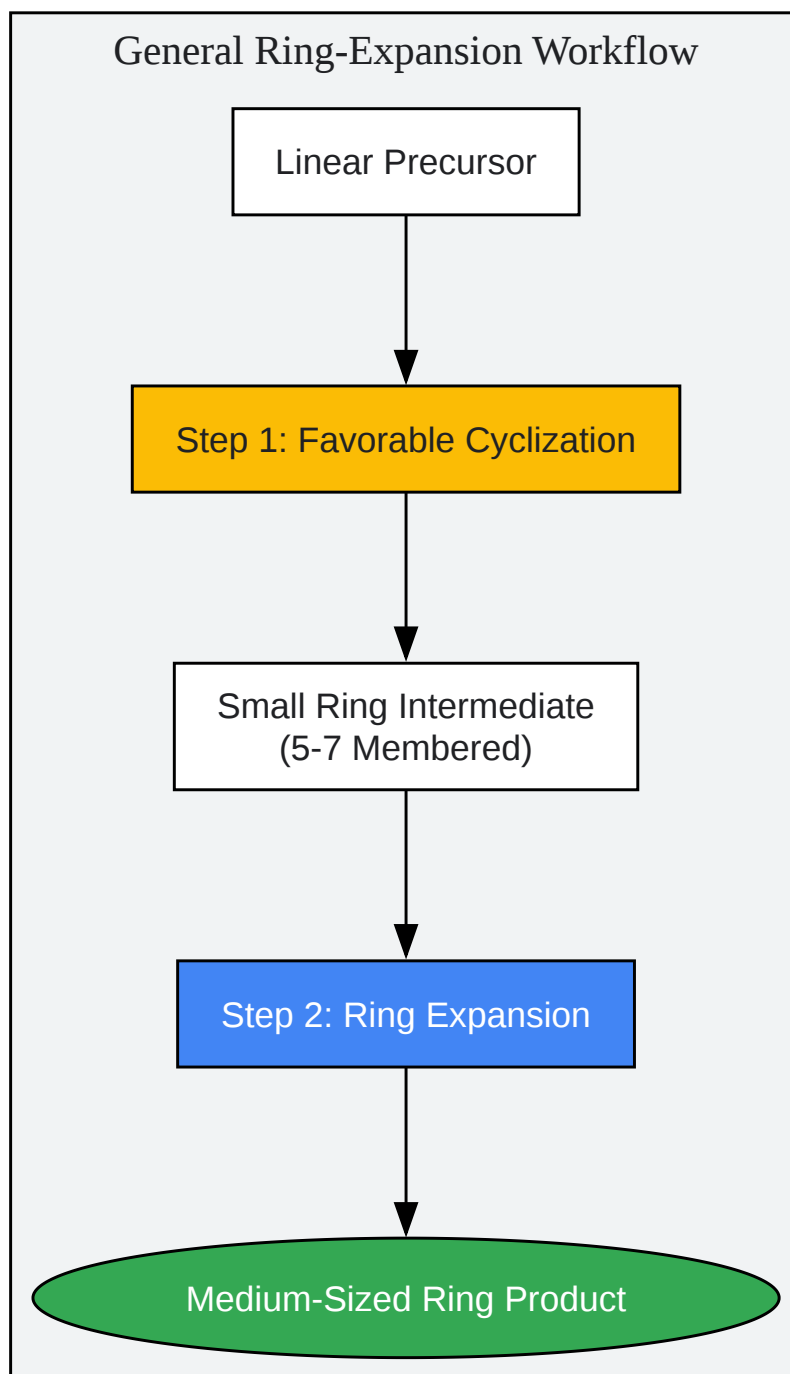 General Ring-Expansion Workflow
Linear Precursor
Step 1: Favorable Cyclization
Small Ring Intermediate
(5-7 Membered)
Step 2: Ring Expansion
Medium-Sized Ring Product